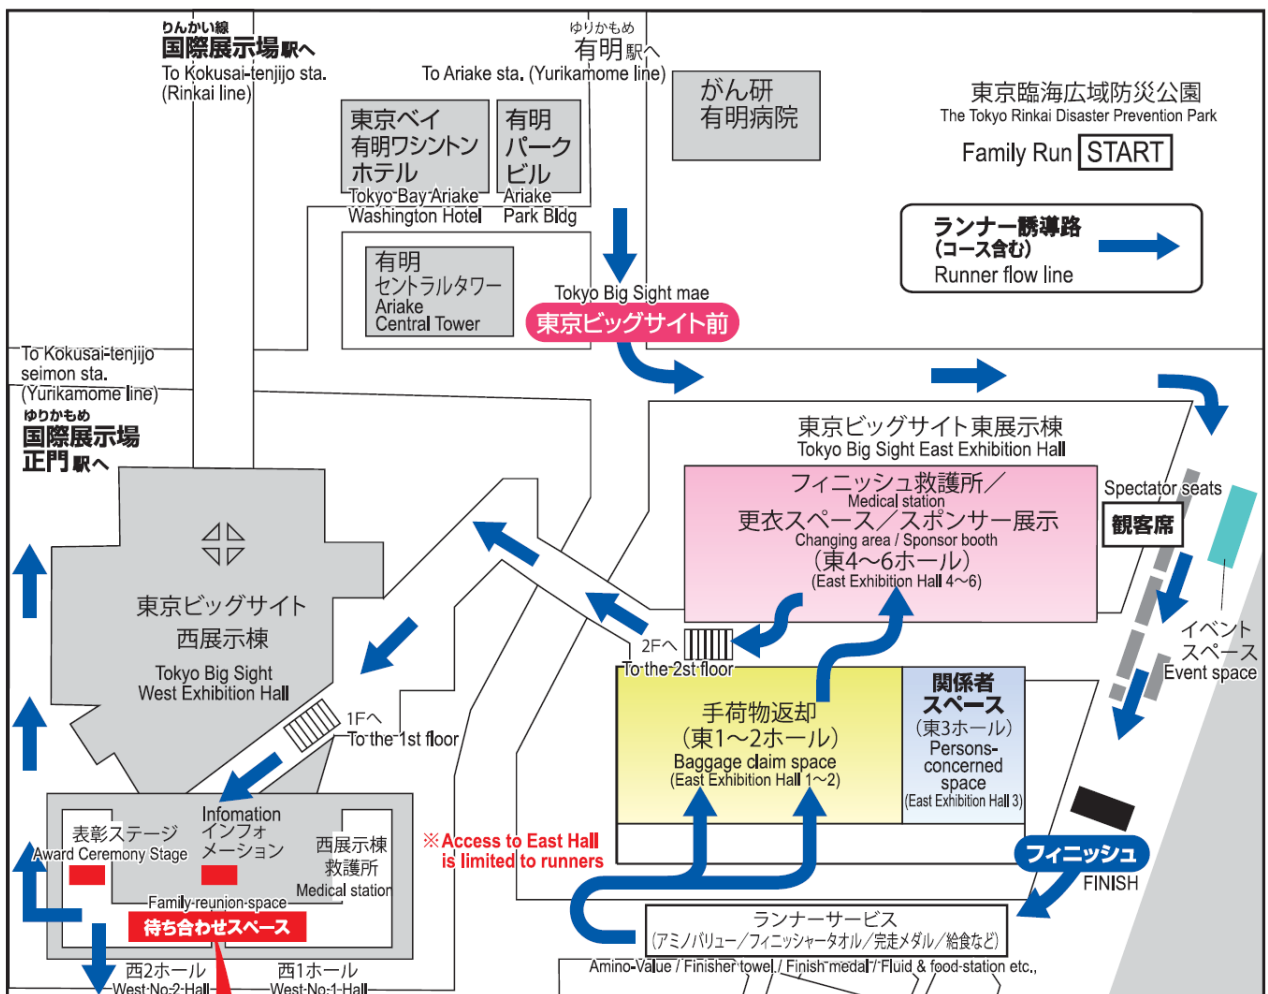 りんかい線
国際展示場駅へ
To Kokusai-tenjijo sta.
(Rinkai line)
ゆりかもめ
有明駅へ
To Ariake sta. (Yurikamome line)
東京ベイ
有明ワシントン
ホテル
Tokyo Bay Ariake
Washington Hotel
有明
パーク
ビル
Ariake
Park Bldg
がん研
有明病院
東京臨海広域防災公園
The Tokyo Rinkai Disaster Prevention Park
Family Run START
ランナー誘導路
(コース含む)
Runner flow line
有明
セントラルタワー
Ariake
Central Tower
Tokyo Big Sight mae
東京ビッグサイト前
To Kokusai-tenjijo
seimon sta.
(Yurikamome line)
ゆりかもめ
国際展示場
正門駅へ
東京ビッグサイト東展示棟
Tokyo Big Sight East Exhibition Hall
フィニッシュ救護所／
Medical station
更衣スペース／スポンサー展示
Changing area / Sponsor booth
(東4～6ホール)
(East Exhibition Hall 4～6)
Spectator seats
観客席
イベント
スペース
Event space
東京ビッグサイト
西展示棟
Tokyo Big Sight
West Exhibition Hall
2Fへ
To the 2st floor
1Fへ
To the 1st floor
手荷物返却
(東1～2ホール)
Baggage claim space
(East Exhibition Hall 1～2)
関係者
スペース
(東3ホール)
Persons-
concerned
space
(East Exhibition Hall 3)
※Access to East Hall
is limited to runners
フィニッシュ
FINISH
表彰ステージ
Award Ceremony Stage
Infomation
インフォ
メーション
西展示棟
救護所
Medical station
Family reunion space
待ち合わせスペース
西2ホール
West No.2 Hall
西1ホール
West No.1 Hall
ランナーサービス
(アミノバリュー／フィニッシャータオル／完走メダル／給食など)
Amino-Value / Finisher towel / Finish medal / Fluid & food station etc.,